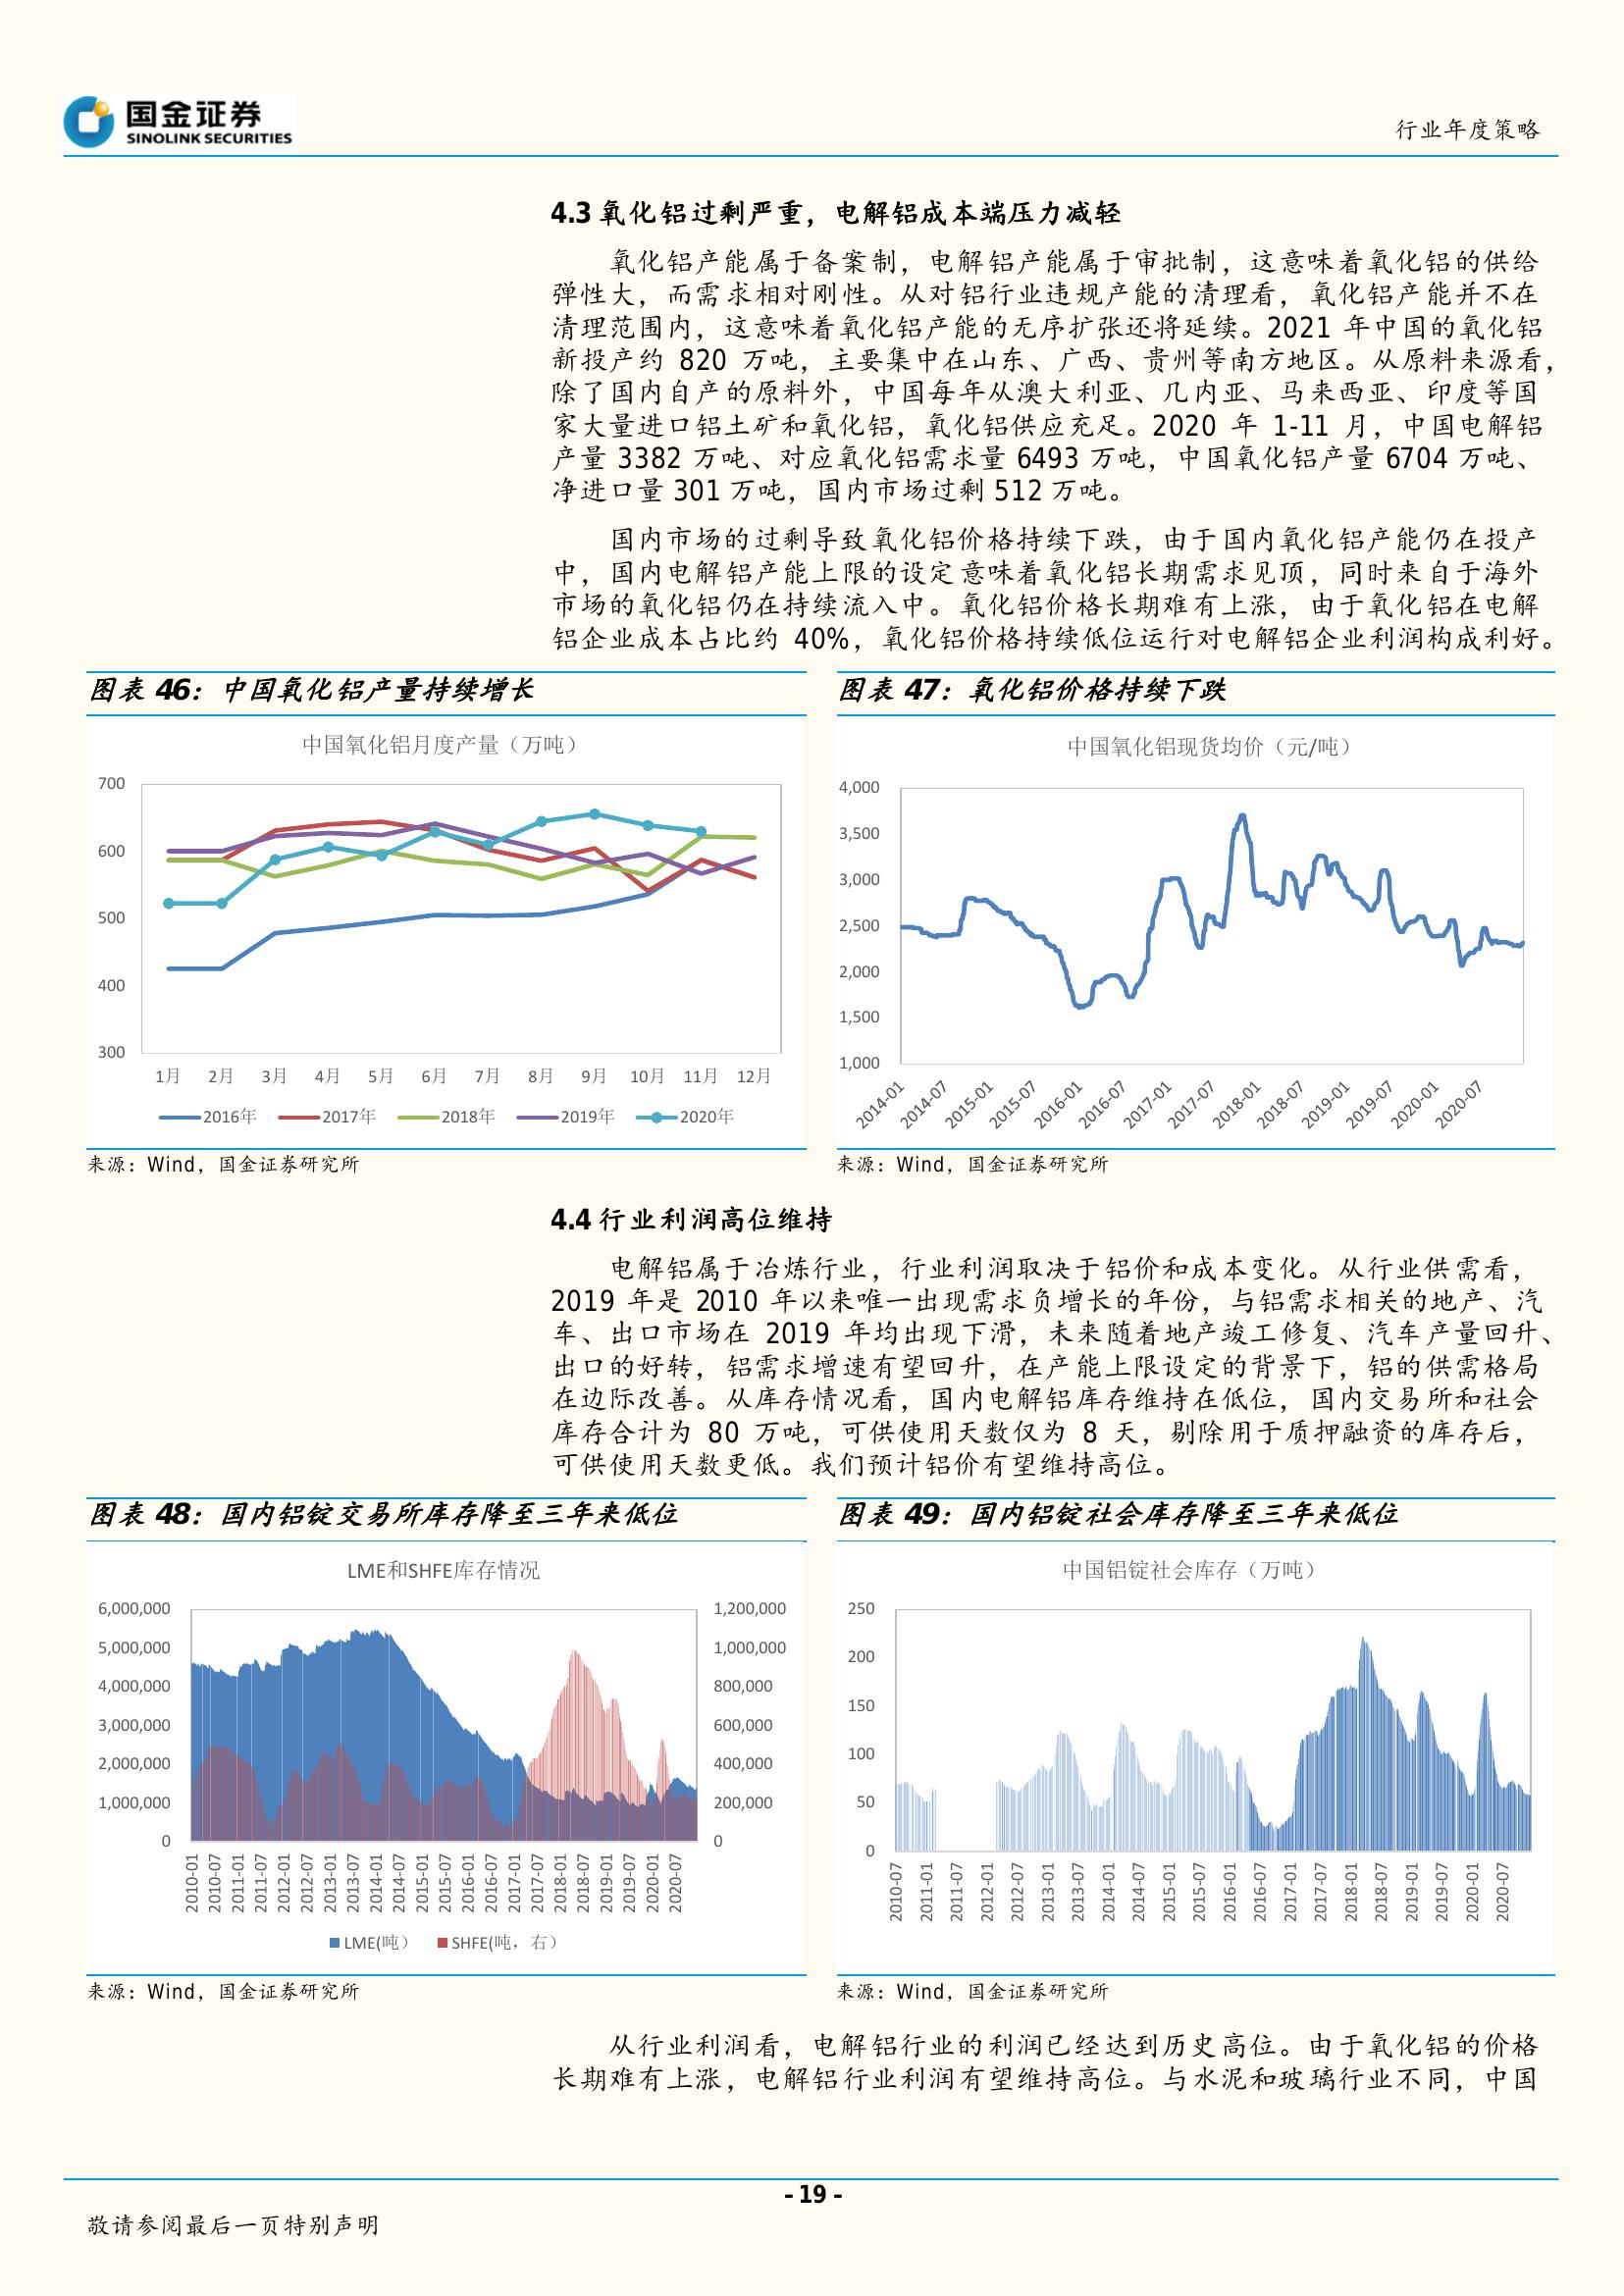 国金证券
SINOLINK SECURITIES
行业年度策略
4.3 氧化铝过剩严重，电解铝成本端压力减轻
氧化铝产能属于备案制，电解铝产能属于审批制，这意味着氧化铝的供给
弹性大，而需求相对刚性。从对铝行业违规产能的清理看，氧化铝产能并不在
清理范围内，这意味着氧化铝产能的无序扩张还将延续。2021 年中国的氧化铝
新投产约 820 万吨，主要集中在山东、广西、贵州等南方地区。从原料来源看，
除了国内自产的原料外，中国每年从澳大利亚、几内亚、马来西亚、印度等国
家大量进口铝土矿和氧化铝，氧化铝供应充足。2020 年 1-11 月，中国电解铝
产量 3382 万吨、对应氧化铝需求量 6493 万吨，中国氧化铝产量 6704 万吨、
净进口量 301 万吨，国内市场过剩 512 万吨。
国内市场的过剩导致氧化铝价格持续下跌，由于国内氧化铝产能仍在投产
中，国内电解铝产能上限的设定意味着氧化铝长期需求见顶，同时来自于海外
市场的氧化铝仍在持续流入中。氧化铝价格长期难有上涨，由于氧化铝在电解
铝企业成本占比约 40%，氧化铝价格持续低位运行对电解铝企业利润构成利好。
图表 46：中国氧化铝产量持续增长
中国氧化铝月度产量（万吨）
700
600
500
400
300
1月 2月 3月 4月 5月 6月 7月 8月 9月 10月 11月 12月
2016年 2017年 2018年 2019年 2020年
来源：Wind，国金证券研究所
图表 47：氧化铝价格持续下跌
中国氧化铝现货均价（元/吨）
4,000
3,500
3,000
2,500
2,000
1,500
1,000
2014-01 2014-07 2015-01 2015-07 2016-01 2016-07 2017-01 2017-07 2018-01 2018-07 2019-01 2019-07 2020-01 2020-07
来源：Wind，国金证券研究所
4.4 行业利润高位维持
电解铝属于冶炼行业，行业利润取决于铝价和成本变化。从行业供需看，
2019 年是 2010 年以来唯一出现需求负增长的年份，与铝需求相关的地产、汽
车、出口市场在 2019 年均出现下滑，未来随着地产竣工修复、汽车产量回升、
出口的好转，铝需求增速有望回升，在产能上限设定的背景下，铝的供需格局
在边际改善。从库存情况看，国内电解铝库存维持在低位，国内交易所和社会
库存合计为 80 万吨，可供使用天数仅为 8 天，剔除用于质押融资的库存后，
可供使用天数更低。我们预计铝价有望维持高位。
图表 48：国内铝锭交易所库存降至三年来低位
LME和SHFE库存情况
6,000,000
5,000,000
4,000,000
3,000,000
2,000,000
1,000,000
0
1,200,000
1,000,000
800,000
600,000
400,000
200,000
0
2010-01 2010-07 2011-01 2011-07 2012-01 2012-07 2013-01 2013-07 2014-01 2014-07 2015-01 2015-07 2016-01 2016-07 2017-01 2017-07 2018-01 2018-07 2019-01 2019-07 2020-01 2020-07
LME(吨） SHFE(吨，右）
来源：Wind，国金证券研究所
图表 49：国内铝锭社会库存降至三年来低位
中国铝锭社会库存（万吨）
250
200
150
100
50
0
2010-07 2011-01 2011-07 2012-01 2012-07 2013-01 2013-07 2014-01 2014-07 2015-01 2015-07 2016-01 2016-07 2017-01 2017-07 2018-01 2018-07 2019-01 2019-07 2020-01 2020-07
来源：Wind，国金证券研究所
从行业利润看，电解铝行业的利润已经达到历史高位。由于氧化铝的价格
长期难有上涨，电解铝行业利润有望维持高位。与水泥和玻璃行业不同，中国
- 19 -
敬请参阅最后一页特别声明